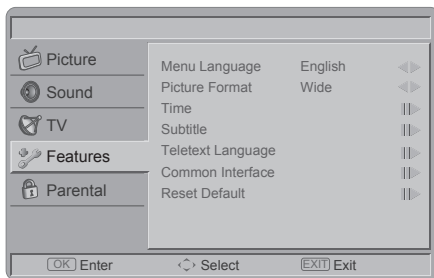 Picture
Sound
TV
Features
Parental
Menu Language English
Picture Format Wide
Time
Subtitle
Teletext Language
Common Interface
Reset Default
OK Enter Select EXIT Exit